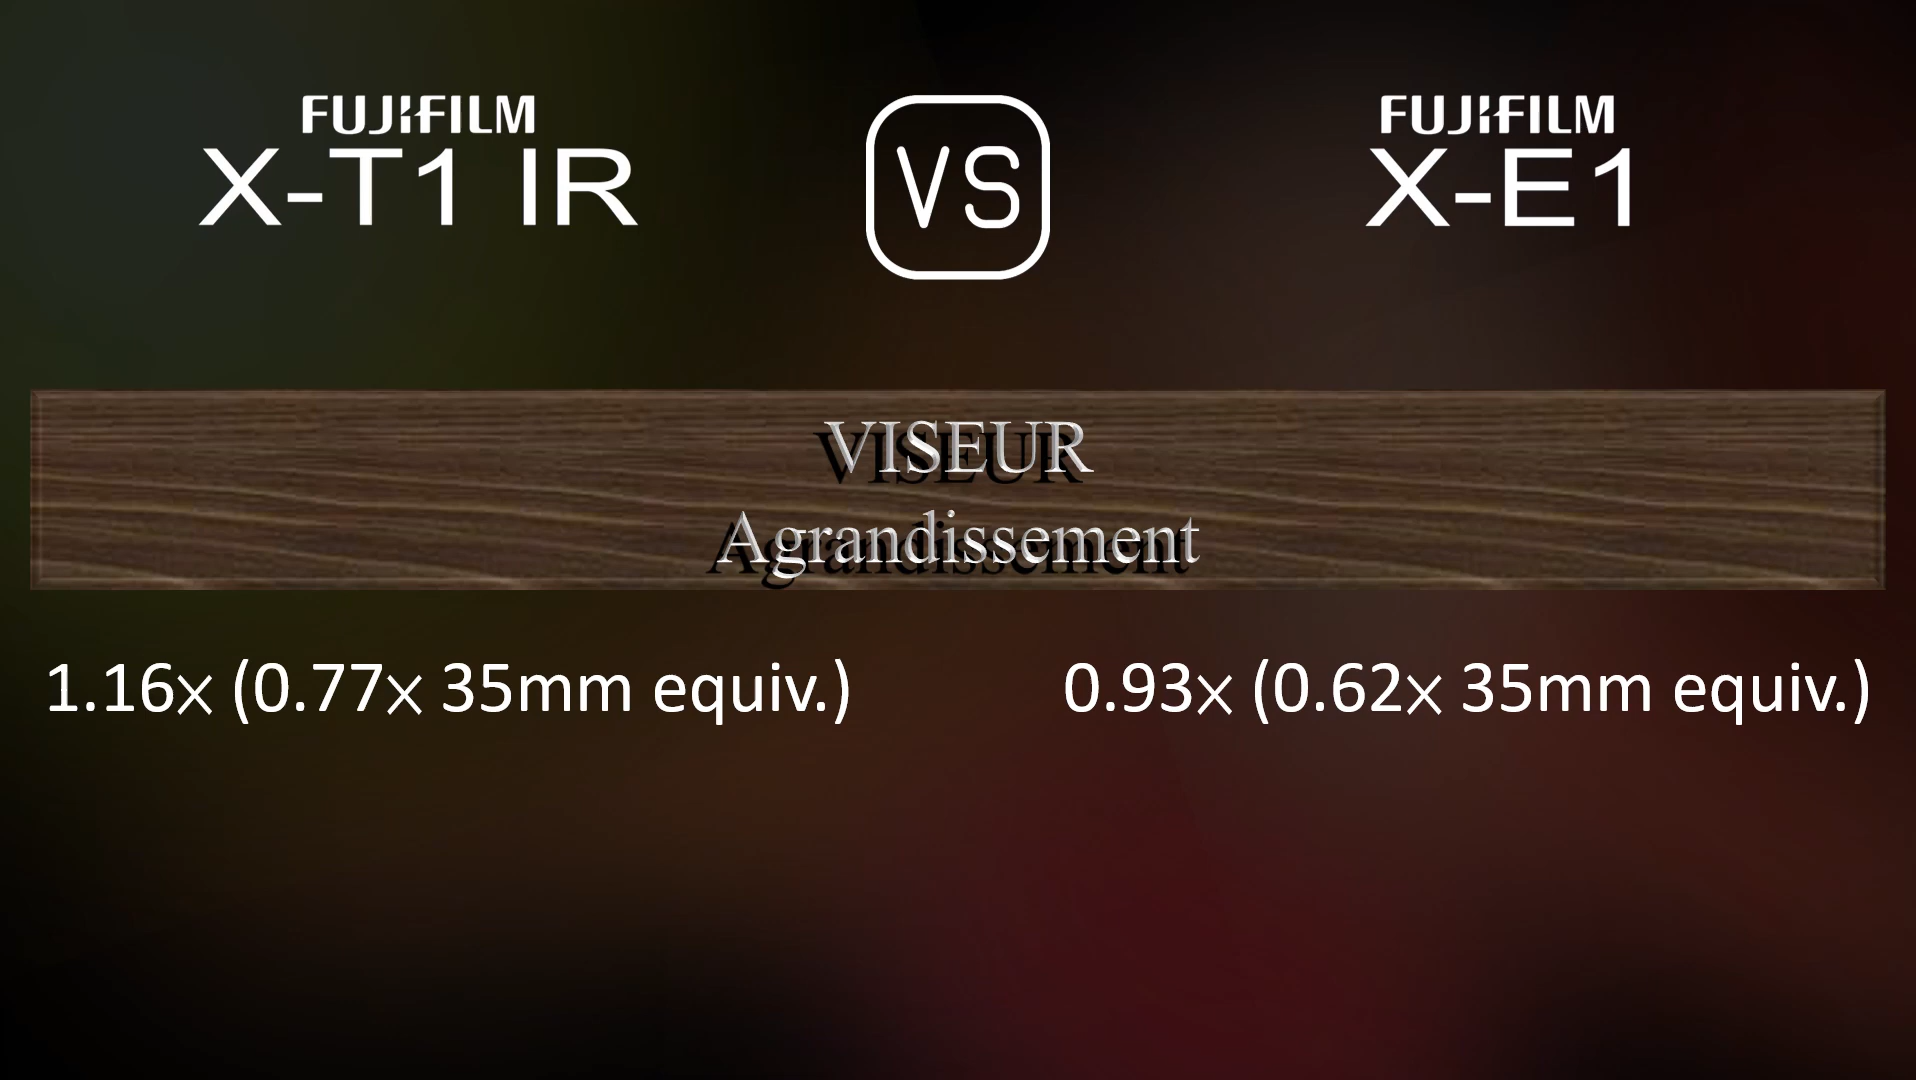 FUJIFILM
X-T1 IR
VS
FUJIFILM
X-E1
VISEUR
Agrandissement
1.16x (0.77x 35mm equiv.)
0.93x (0.62x 35mm equiv.)